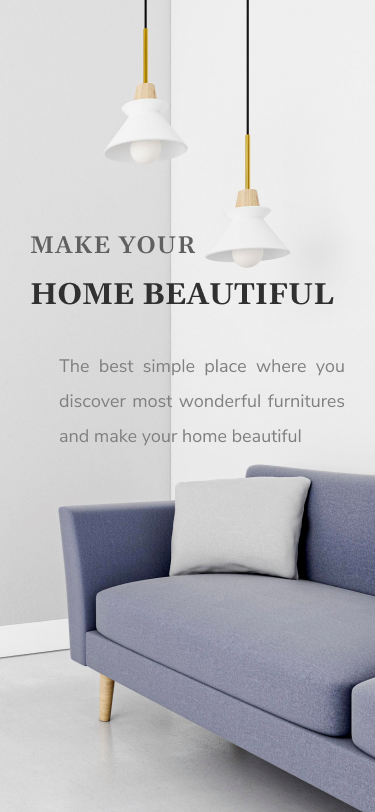 MAKE YOUR
HOME BEAUTIFUL
The best simple place where you
discover most wonderful furnitures
and make your home beautiful